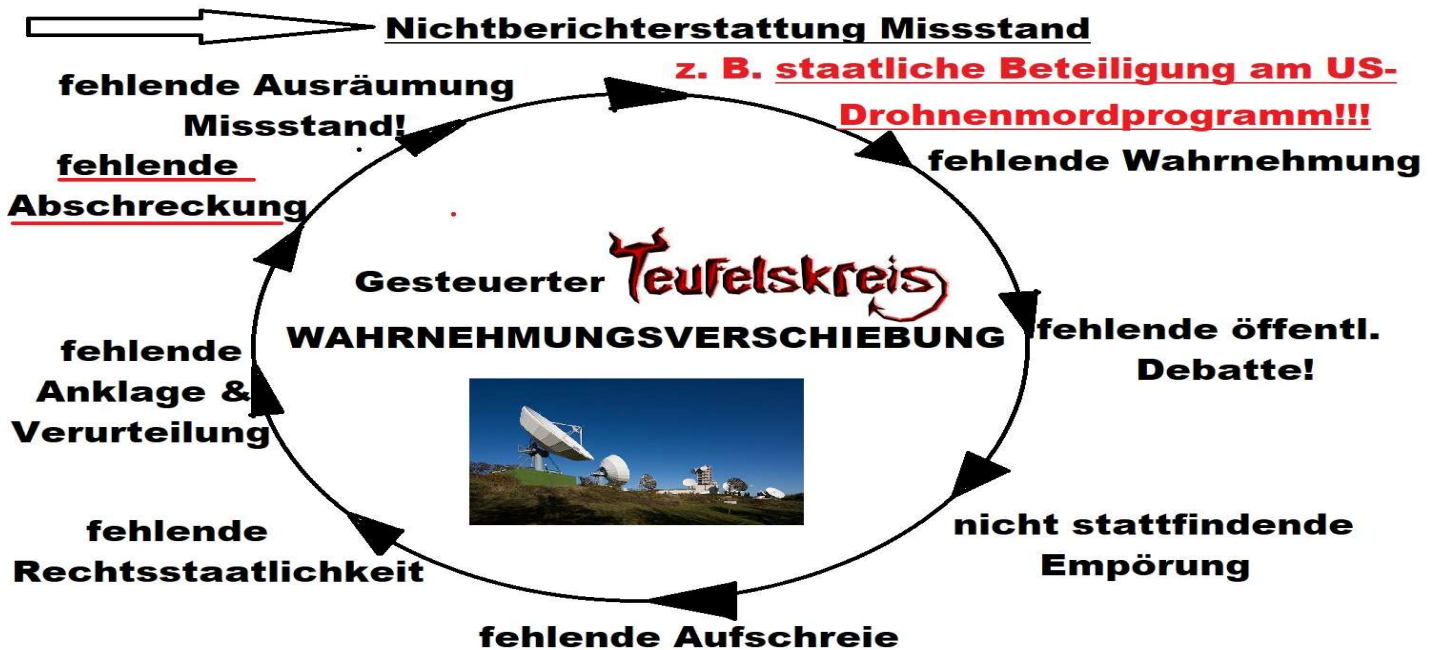 Nichtberichterstattung Missstand
z. B. staatliche Beteiligung am US-
Drohnenmordprogramm!!!
fehlende Wahrnehmung
fehlende öffentl.
Debatte!
nicht stattfindende
Empörung
fehlende Aufschreie
fehlende
Rechtsstaatlichkeit
fehlende
Anklage &
Verurteilung
fehlende
Abschreckung
fehlende Ausräumung
Missstand!
Gesteuerter Teufelskreis
WAHRNEHMUNGSVERSCHIEBUNG